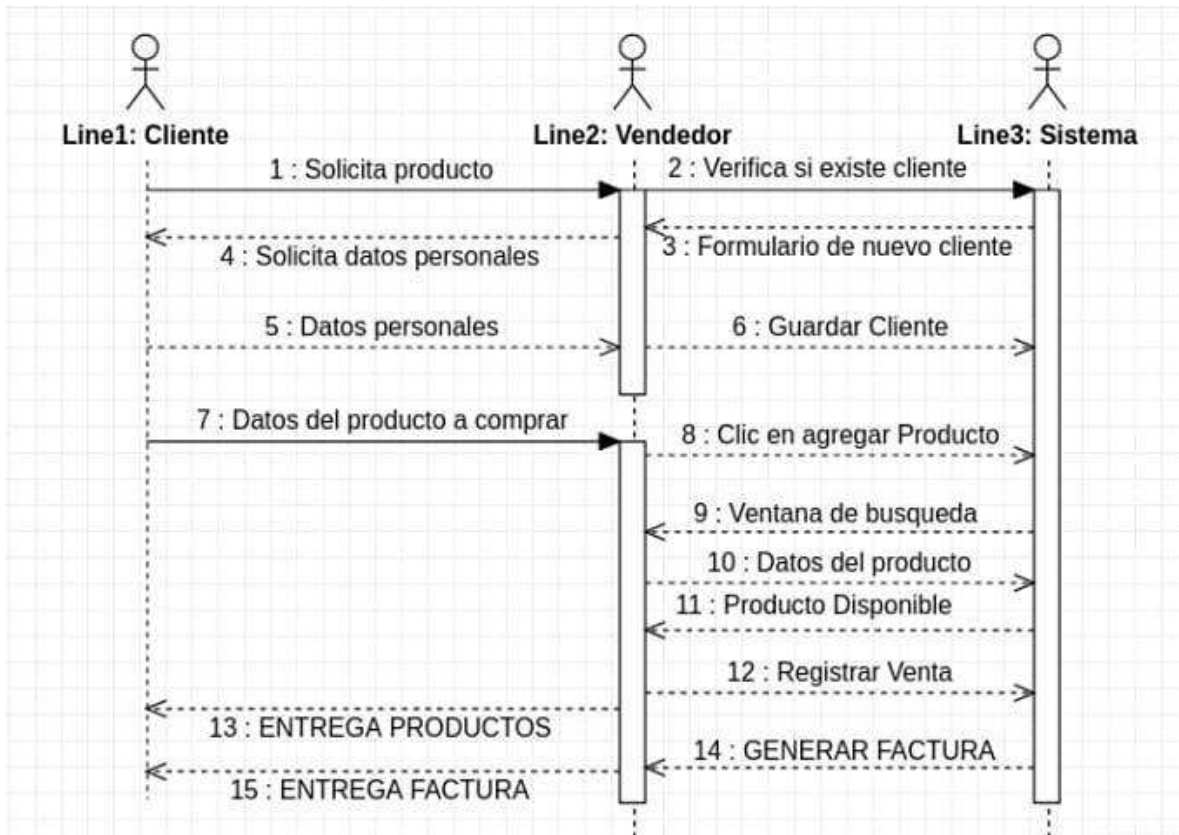 Line1: Cliente
Line2: Vendedor
Line3: Sistema
1 : Solicita producto
2 : Verifica si existe cliente
3 : Formulario de nuevo cliente
4 : Solicita datos personales
5 : Datos personales
6 : Guardar Cliente
7 : Datos del producto a comprar
8 : Clic en agregar Producto
9 : Ventana de busqueda
10 : Datos del producto
11 : Producto Disponible
12 : Registrar Venta
13 : ENTREGA PRODUCTOS
14 : GENERAR FACTURA
15 : ENTREGA FACTURA